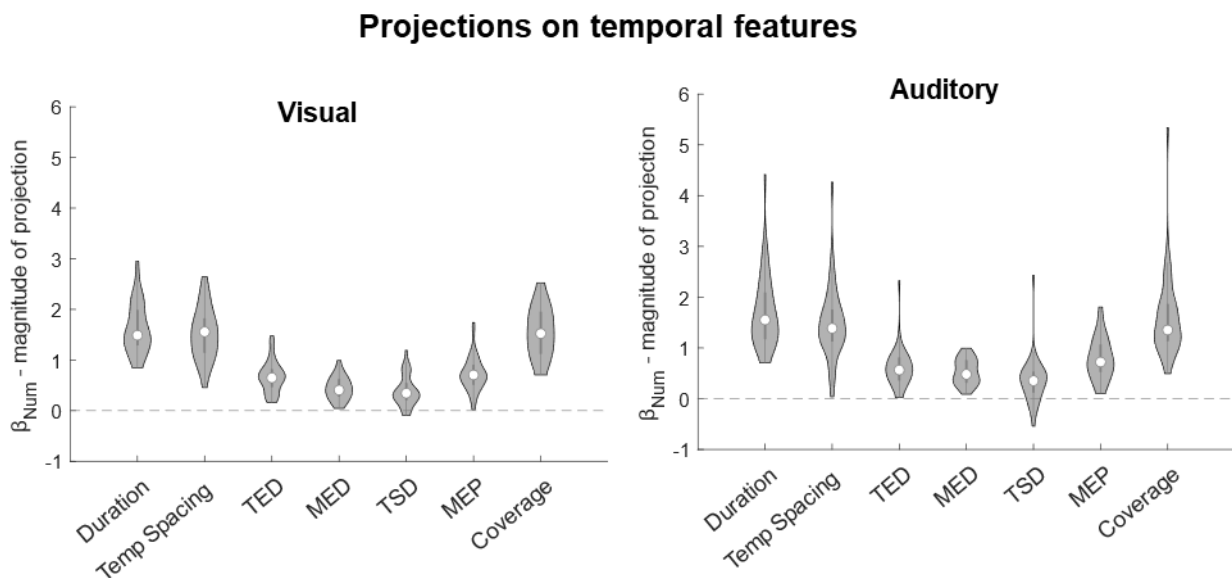 Projections on temporal features
Visual
β_Num - magnitude of projection
6
5
4
3
2
1
0
-1
Duration
Temp Spacing
TED
MED
TSD
MEP
Coverage
Auditory
β_Num - magnitude of projection
6
5
4
3
2
1
0
-1
Duration
Temp Spacing
TED
MED
TSD
MEP
Coverage